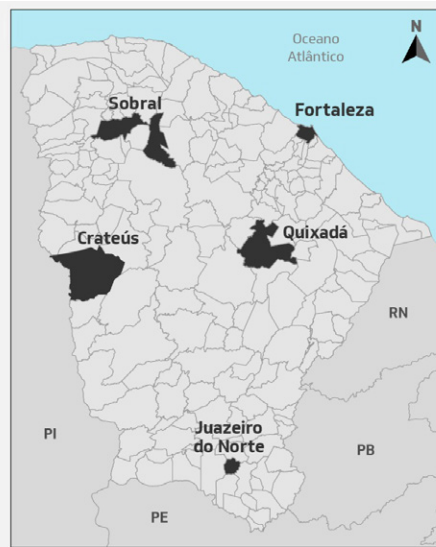 N
Oceano
Atlântico
Sobral
Fortaleza
Crateús
Quixadá
RN
Juazeiro
do Norte
PI
PB
PE